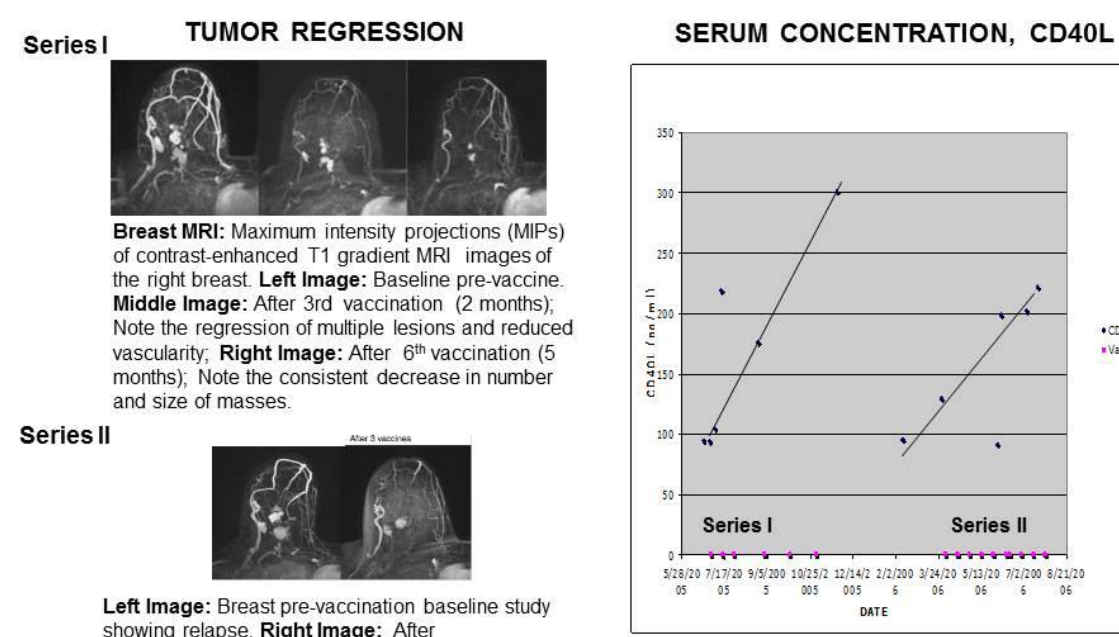 TUMOR REGRESSION
Series I
Breast MRI: Maximum intensity projections (MIPs)
of contrast-enhanced T1 gradient MRI images of
the right breast. Left Image: Baseline pre-vaccine.
Middle Image: After 3rd vaccination (2 months);
Note the regression of multiple lesions and reduced
vascularity; Right Image: After 6th vaccination (5
months); Note the consistent decrease in number
and size of masses.
Series II
After 3 vaccines
Left Image: Breast pre-vaccination baseline study
showing relapse. Right Image: After
SERUM CONCENTRATION, CD40L
350
300
250
200
150
100
50
0
CD40L
Series I
Series II
5/28/20 7/17/20 9/5/200 10/25/2 12/14/2 2/2/200 3/24/20 5/13/20 7/2/200 8/21/20
05 05 5 005 005 6 06 06 6 06
DATE
CD
Va